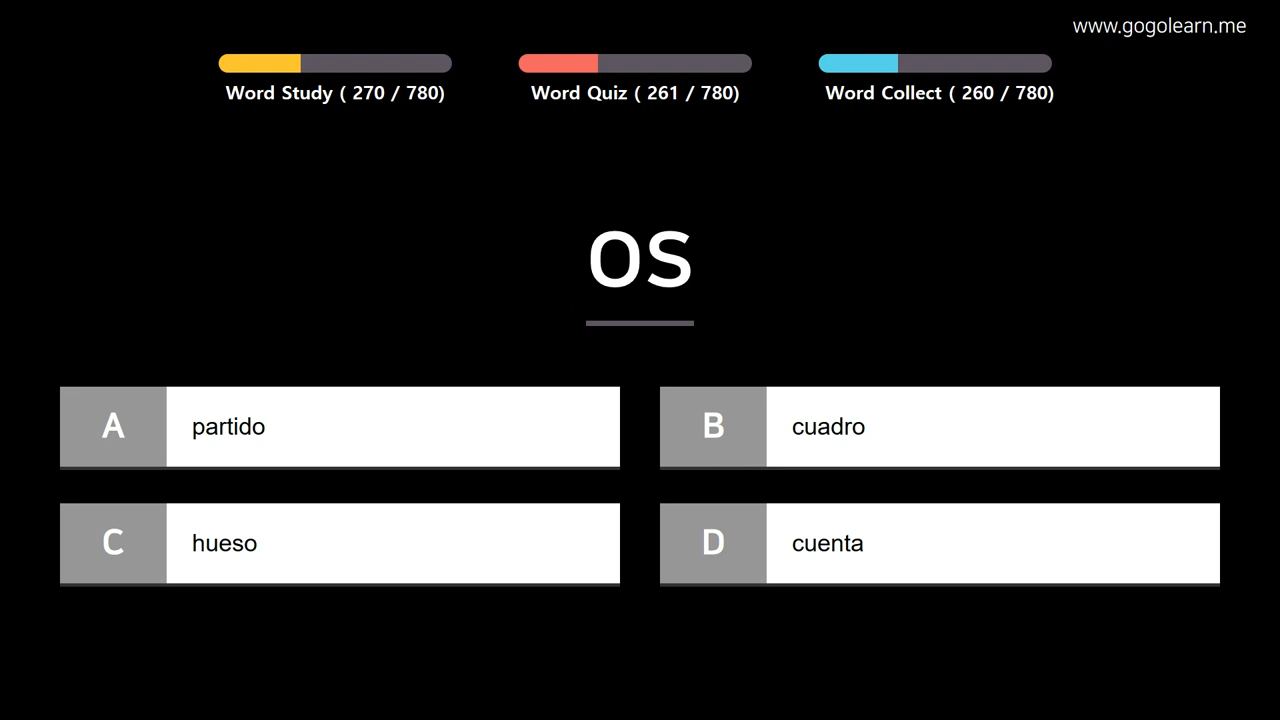 www.gogolearn.me
Word Study ( 270 / 780)
Word Quiz ( 261 / 780)
Word Collect ( 260 / 780)
os
A partido
B cuadro
C hueso
D cuenta